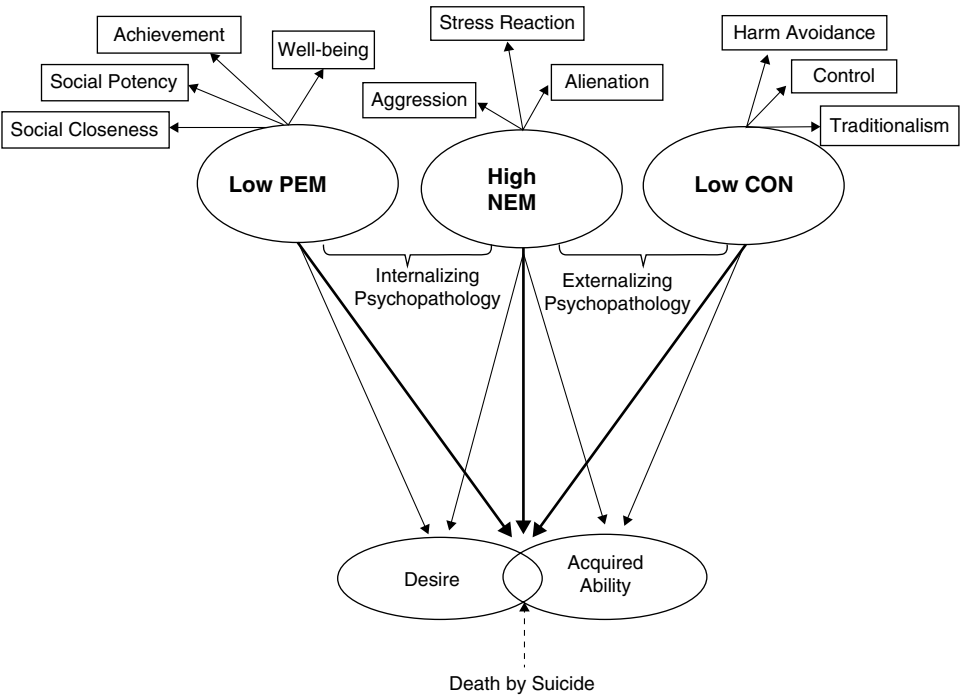 Achievement
Well-being
Social Potency
Social Closeness
Stress Reaction
Aggression
Alienation
Harm Avoidance
Control
Traditionalism
Low PEM
High
NEM
Low CON
Internalizing
Psychopathology
Externalizing
Psychopathology
Desire
Acquired
Ability
Death by Suicide